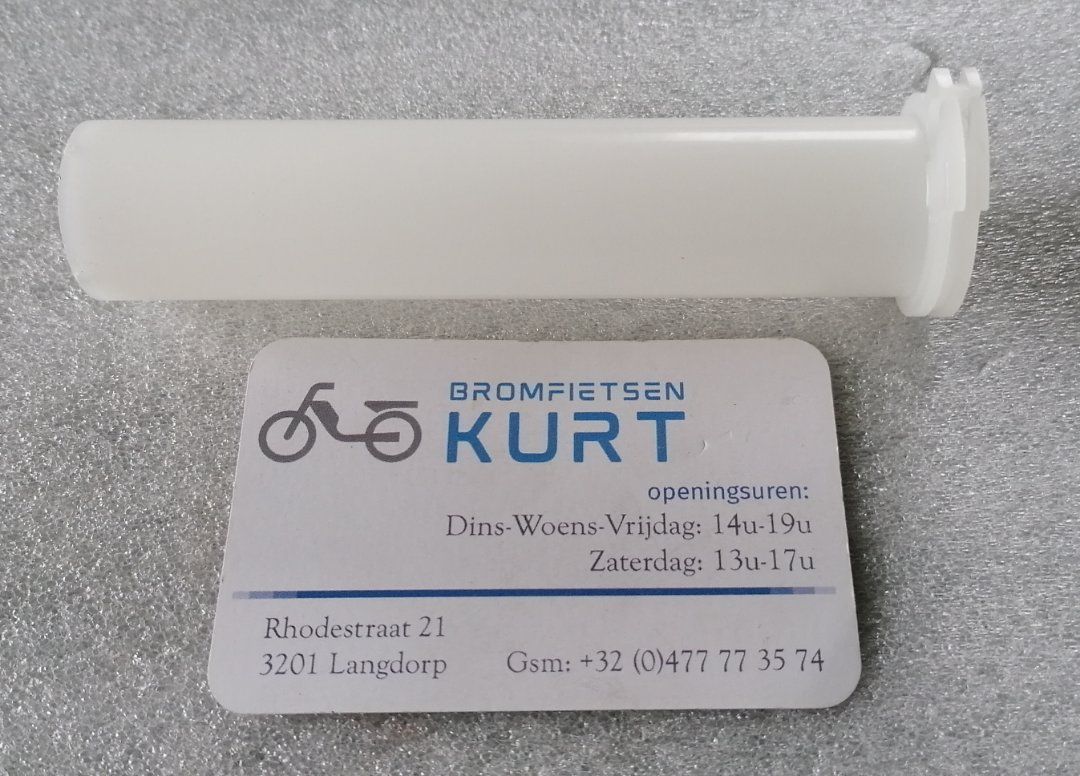 BROMFIETSEN
KURT
openingsuren:
Dins-Woens-Vrijdag: 14u-19u
Zaterdag: 13u-17u
Rhodestraat 21
3201 Langdorp Gsm: +32 (0)477 77 35 74